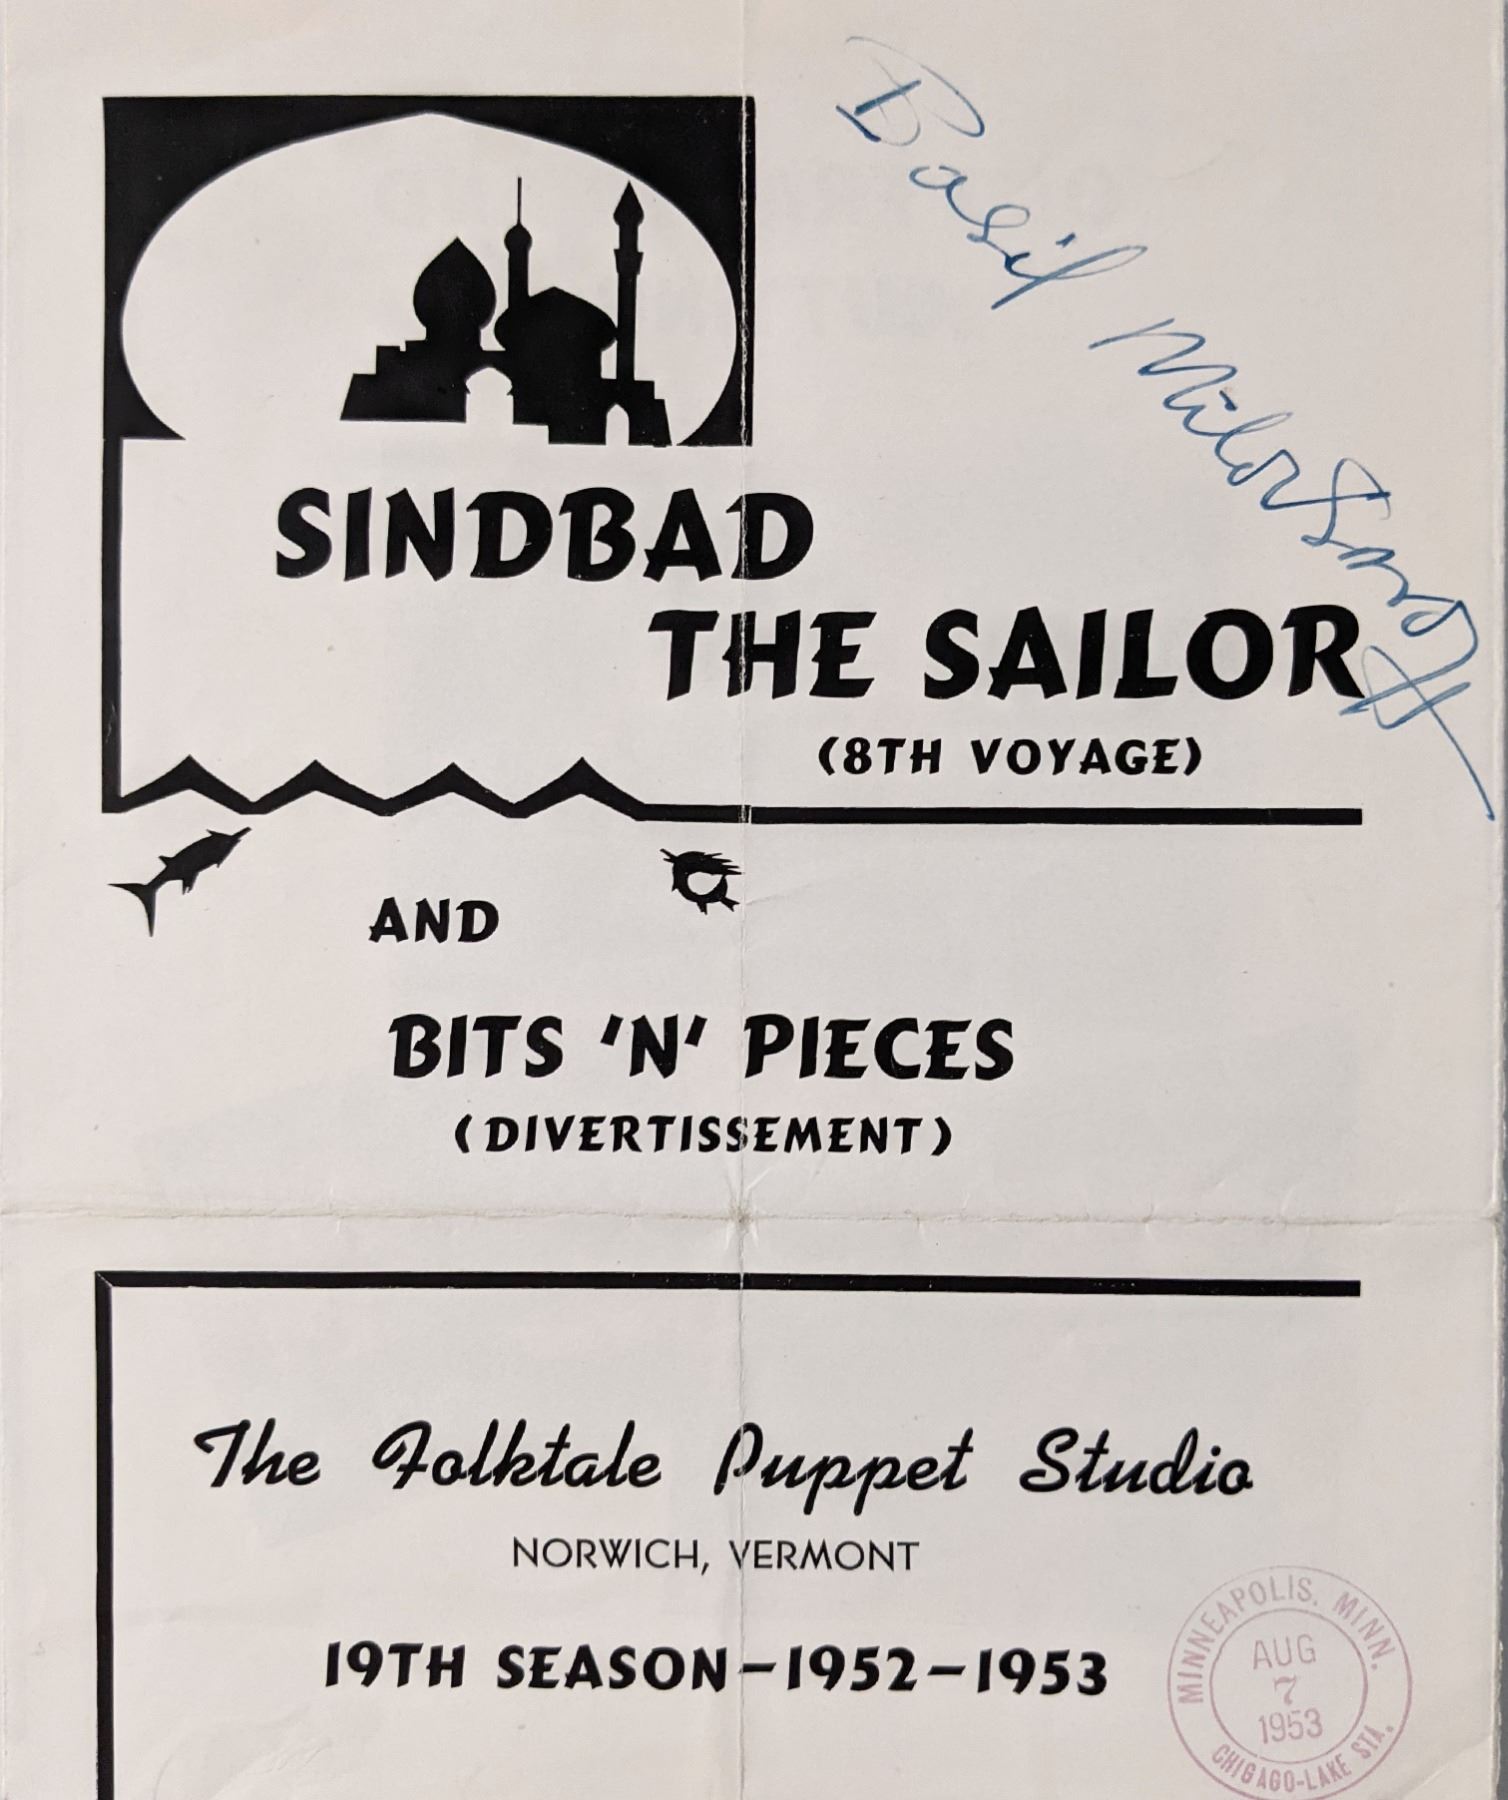 Basil Milovsoroff
SINDBAD
THE SAILOR
(8TH VOYAGE)
AND
BITS 'N' PIECES
(DIVERTISSEMENT)
The Folktale Puppet Studio
NORWICH, VERMONT
19TH SEASON–1952–1953
MINNEAPOLIS. MINN.
AUG
7
1953
CHIGAGO-LAKE STA.